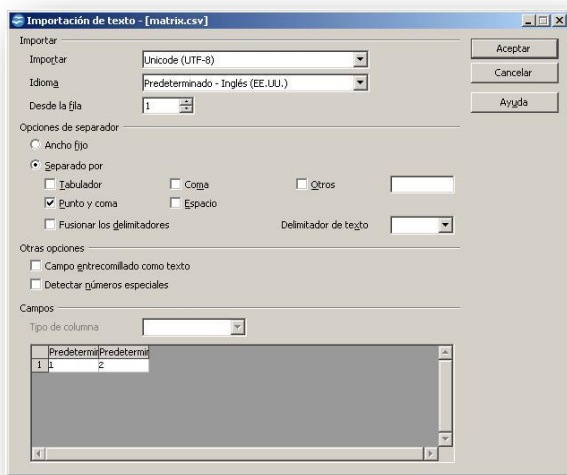 Importación de texto - [matrix.csv]
Importar
Importar Unicode (UTF-8)
Idioma Predeterminado - Inglés (EE.UU.)
Desde la fila 1
Aceptar
Cancelar
Ayuda
Opciones de separador
Ancho fijo
Separado por
Tabulador Coma Otros
Punto y coma Espacio
Fusionar los delimitadores Delimitador de texto
Otras opciones
Campo entrecomillado como texto
Detectar números especiales
Campos
Tipo de columna
Predetermin Predetermin
1 1 2